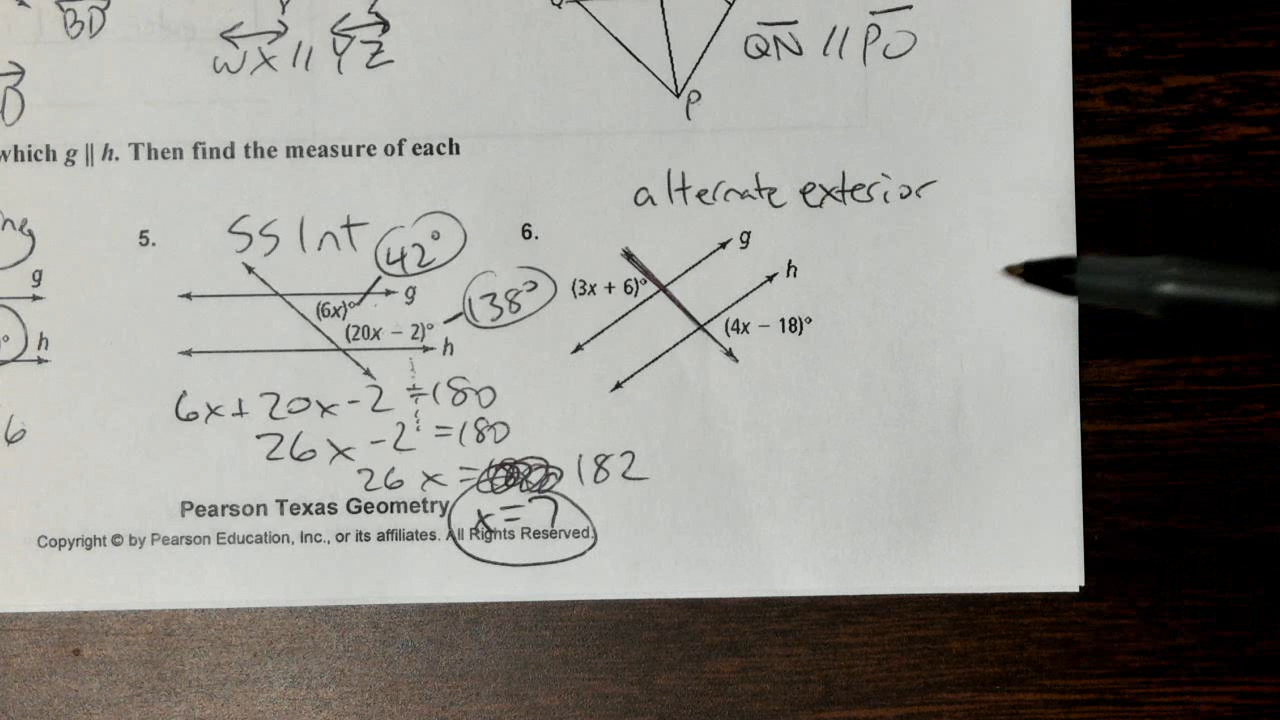 BD
WX // YZ
QN // PO
P
which g || h. Then find the measure of each
alternate exterior
5.
SS Int
42°
6.
g
h
(6x)°
g
138°
(20x − 2)°
h
(3x + 6)°
g
h
(4x − 18)°
6x + 20x − 2 = 180
26x − 2 = 180
26x = 182
x = 7
6
Pearson Texas Geometry
Copyright © by Pearson Education, Inc., or its affiliates. All Rights Reserved.